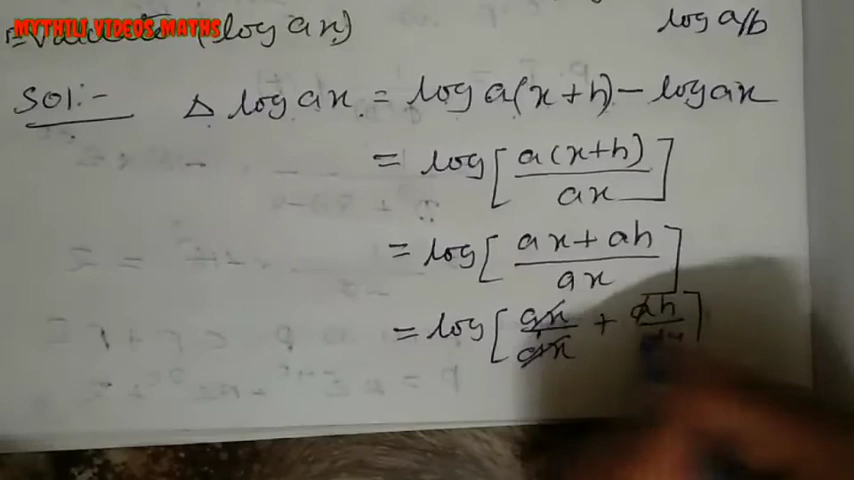 MYTHILI VIDEOS MATHS
(log ax)
log a/b
Sol:- Δ log ax = log a(x+h) - log ax
= log [ a(x+h) / ax ]
= log [ ax + ah / ax ]
= log [ ax / ax + ah / ]